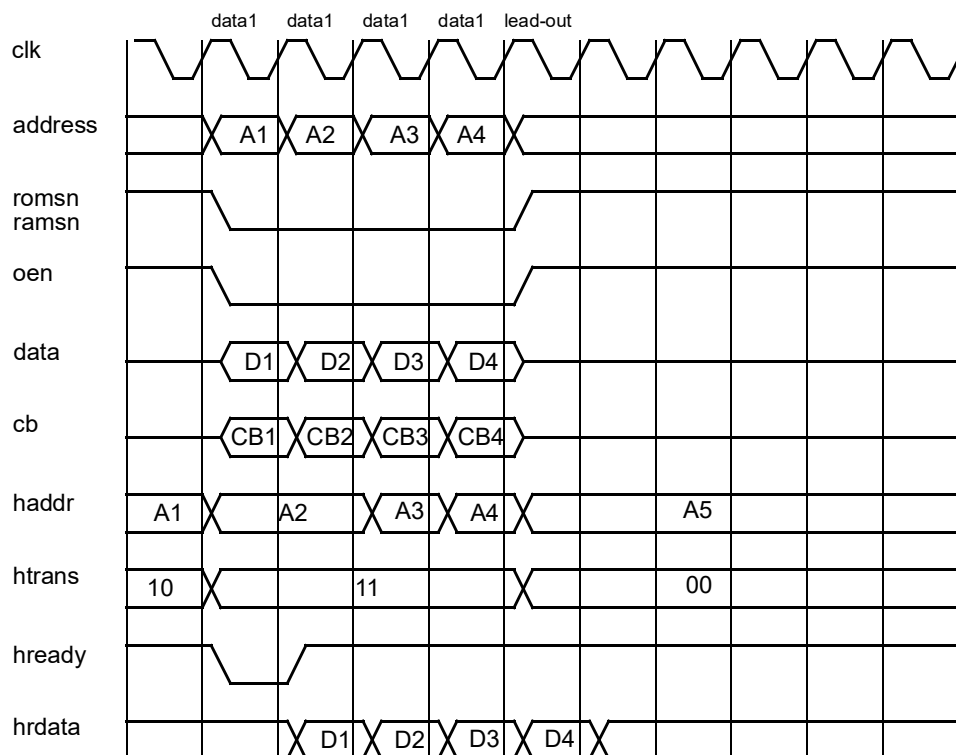 data1 data1 data1 data1 lead-out
clk
address A1 A2 A3 A4
romsn
ramsn
oen
data D1 D2 D3 D4
cb CB1 CB2 CB3 CB4
haddr A1 A2 A3 A4 A5
htrans 10 11 00
hready
hrdata D1 D2 D3 D4